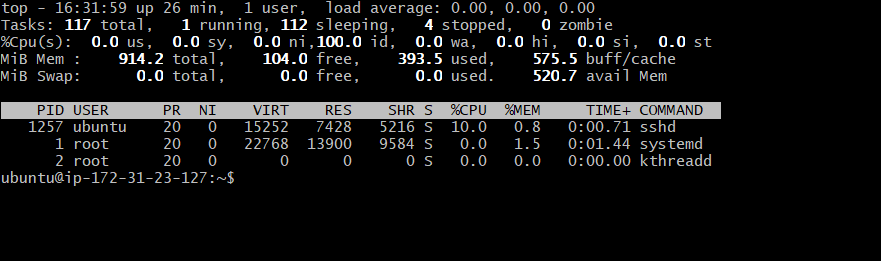 top - 16:31:59 up 26 min,  1 user,  load average: 0.00, 0.00, 0.00
Tasks: 117 total,   1 running, 112 sleeping,   4 stopped,   0 zombie
%Cpu(s):  0.0 us,  0.0 sy,  0.0 ni,100.0 id,  0.0 wa,  0.0 hi,  0.0 si,  0.0 st
MiB Mem :    914.2 total,    104.0 free,    393.5 used,    575.5 buff/cache
MiB Swap:      0.0 total,      0.0 free,      0.0 used.    520.7 avail Mem
PID USER      PR  NI    VIRT    RES    SHR S  %CPU  %MEM     TIME+ COMMAND
1257 ubuntu    20   0   15252   7428   5216 S  10.0   0.8   0:00.71 sshd
1 root      20   0   22768  13900   9584 S   0.0   1.5   0:01.44 systemd
2 root      20   0       0      0      0 S   0.0   0.0   0:00.00 kthreadd
ubuntu@ip-172-31-23-127:~$